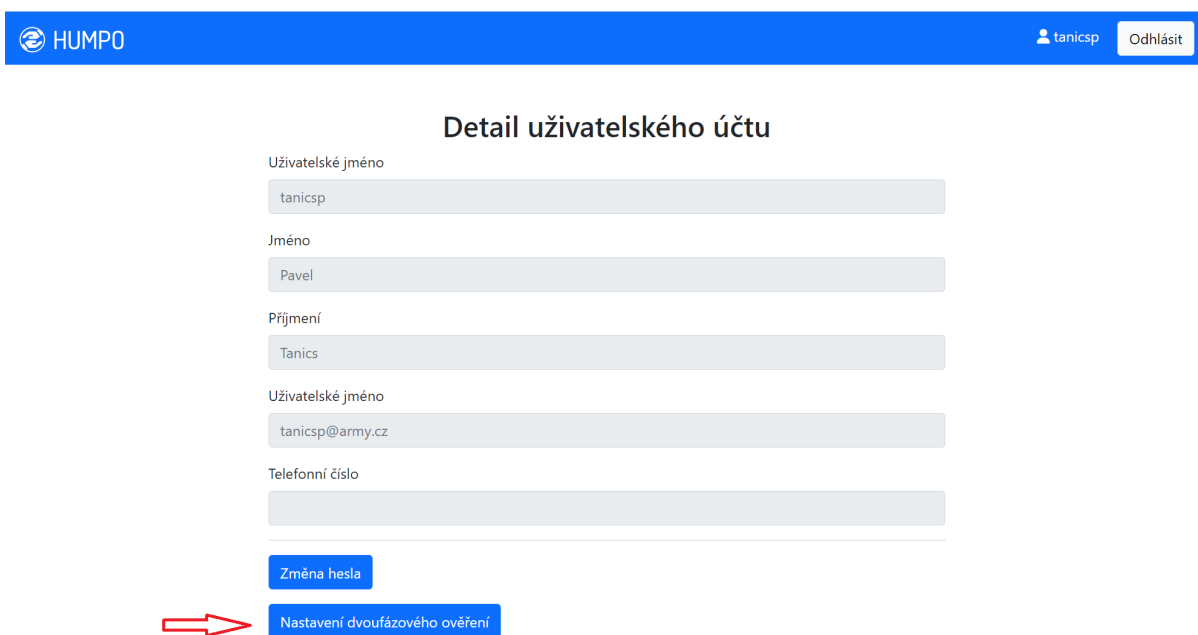 HUMPO
tanicsp
Odhlásit
Detail uživatelského účtu
Uživatelské jméno
tanicsp
Jméno
Pavel
Příjmení
Tanics
Uživatelské jméno
tanicsp@army.cz
Telefonní číslo
Změna hesla
Nastavení dvoufázového ověření